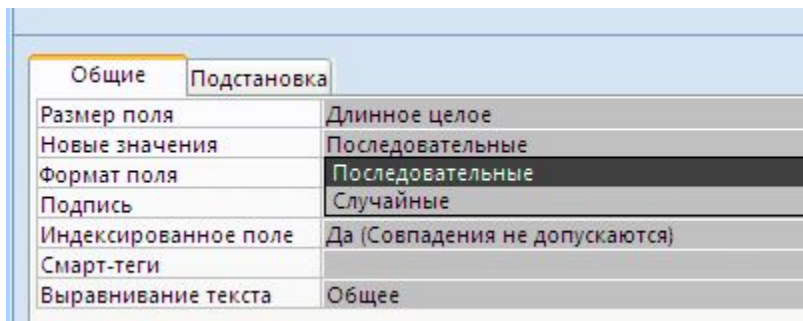 Общие Подстановка
Размер поля Длинное целое
Новые значения Последовательные
Формат поля Последовательные
Подпись Случайные
Индексированное поле Да (Совпадения не допускаются)
Смарт-теги
Выравнивание текста Общее